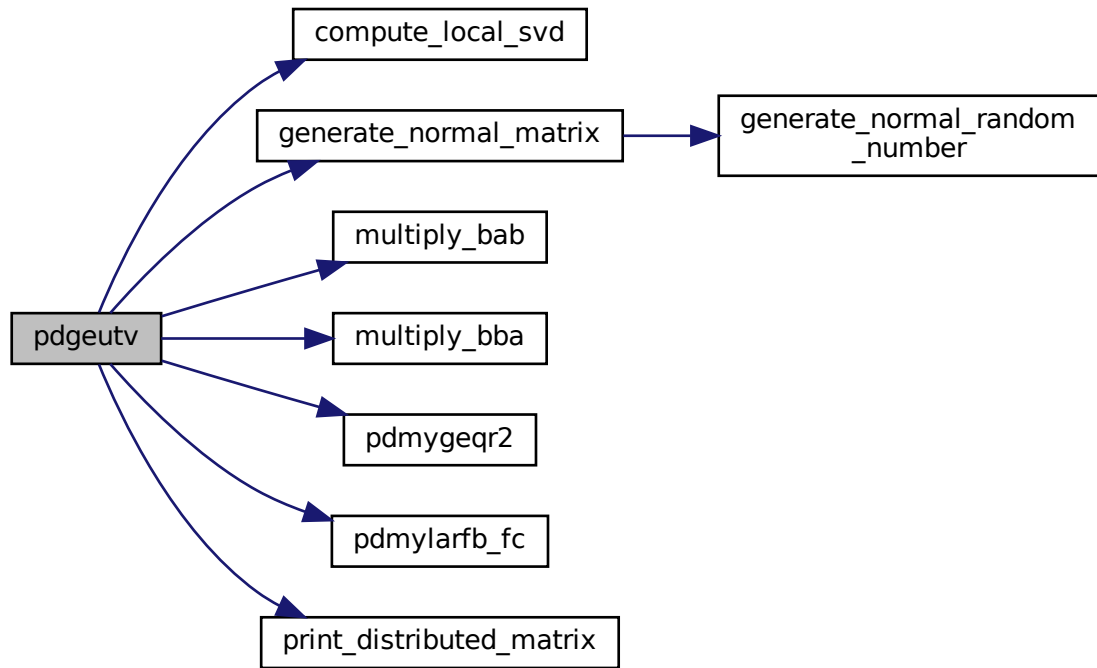 compute_local_svd
generate_normal_matrix
generate_normal_random
_number
multiply_bab
pdgeutv
multiply_bba
pdmygeqr2
pdmylarfb_fc
print_distributed_matrix